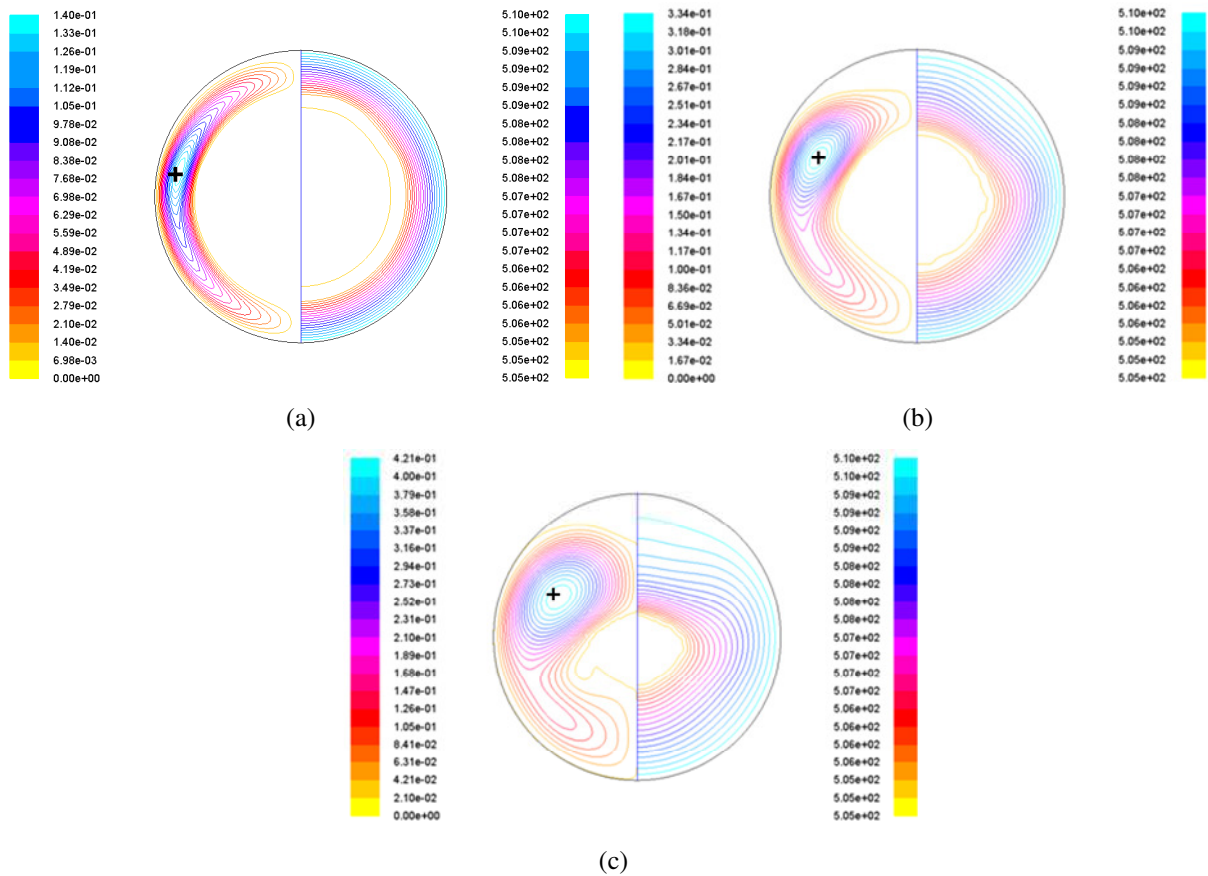 1.40e-01
1.33e-01
1.26e-01
1.19e-01
1.12e-01
1.05e-01
9.78e-02
9.08e-02
8.38e-02
7.68e-02
6.98e-02
6.29e-02
5.59e-02
4.89e-02
4.19e-02
3.49e-02
2.79e-02
2.10e-02
1.40e-02
6.98e-03
0.00e+00
5.10e+02
5.10e+02
5.09e+02
5.09e+02
5.09e+02
5.09e+02
5.08e+02
5.08e+02
5.08e+02
5.08e+02
5.07e+02
5.07e+02
5.07e+02
5.07e+02
5.06e+02
5.06e+02
5.06e+02
5.06e+02
5.05e+02
5.05e+02
5.05e+02
(a)
3.34e-01
3.18e-01
3.01e-01
2.84e-01
2.67e-01
2.51e-01
2.34e-01
2.17e-01
2.01e-01
1.84e-01
1.67e-01
1.50e-01
1.34e-01
1.17e-01
1.00e-01
8.36e-02
6.69e-02
5.01e-02
3.34e-02
1.67e-02
0.00e+00
5.10e+02
5.10e+02
5.09e+02
5.09e+02
5.09e+02
5.09e+02
5.08e+02
5.08e+02
5.08e+02
5.08e+02
5.07e+02
5.07e+02
5.07e+02
5.07e+02
5.06e+02
5.06e+02
5.06e+02
5.06e+02
5.05e+02
5.05e+02
5.05e+02
(b)
4.21e-01
4.00e-01
3.79e-01
3.58e-01
3.37e-01
3.16e-01
2.94e-01
2.73e-01
2.52e-01
2.31e-01
2.10e-01
1.89e-01
1.68e-01
1.47e-01
1.26e-01
1.05e-01
8.41e-02
6.31e-02
4.21e-02
2.10e-02
0.00e+00
5.10e+02
5.10e+02
5.09e+02
5.09e+02
5.09e+02
5.09e+02
5.08e+02
5.08e+02
5.08e+02
5.08e+02
5.07e+02
5.07e+02
5.07e+02
5.07e+02
5.06e+02
5.06e+02
5.06e+02
5.06e+02
5.05e+02
5.05e+02
5.05e+02
(c)